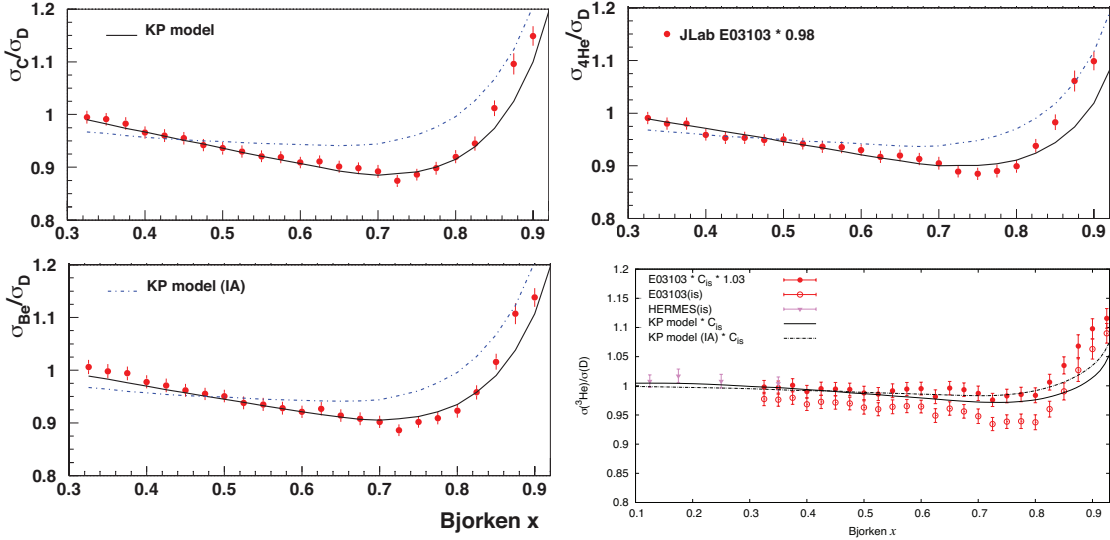 σC/σD
1.2
1.1
1
0.9
0.8
KP model
0.3 0.4 0.5 0.6 0.7 0.8 0.9
σ4He/σD
1.2
1.1
1
0.9
0.8
JLab E03103 * 0.98
0.3 0.4 0.5 0.6 0.7 0.8 0.9
σBe/σD
1.2
1.1
1
0.9
0.8
KP model (IA)
0.3 0.4 0.5 0.6 0.7 0.8 0.9
Bjorken x
σ(³He)/σ(D)
1.2
1.15
1.1
1.05
1
0.95
0.9
0.85
0.8
E03103 * Cis * 1.03
E03103(is)
HERMES(is)
KP model * Cis
KP model (IA) * Cis
0.1 0.2 0.3 0.4 0.5 0.6 0.7 0.8 0.9
Bjorken x